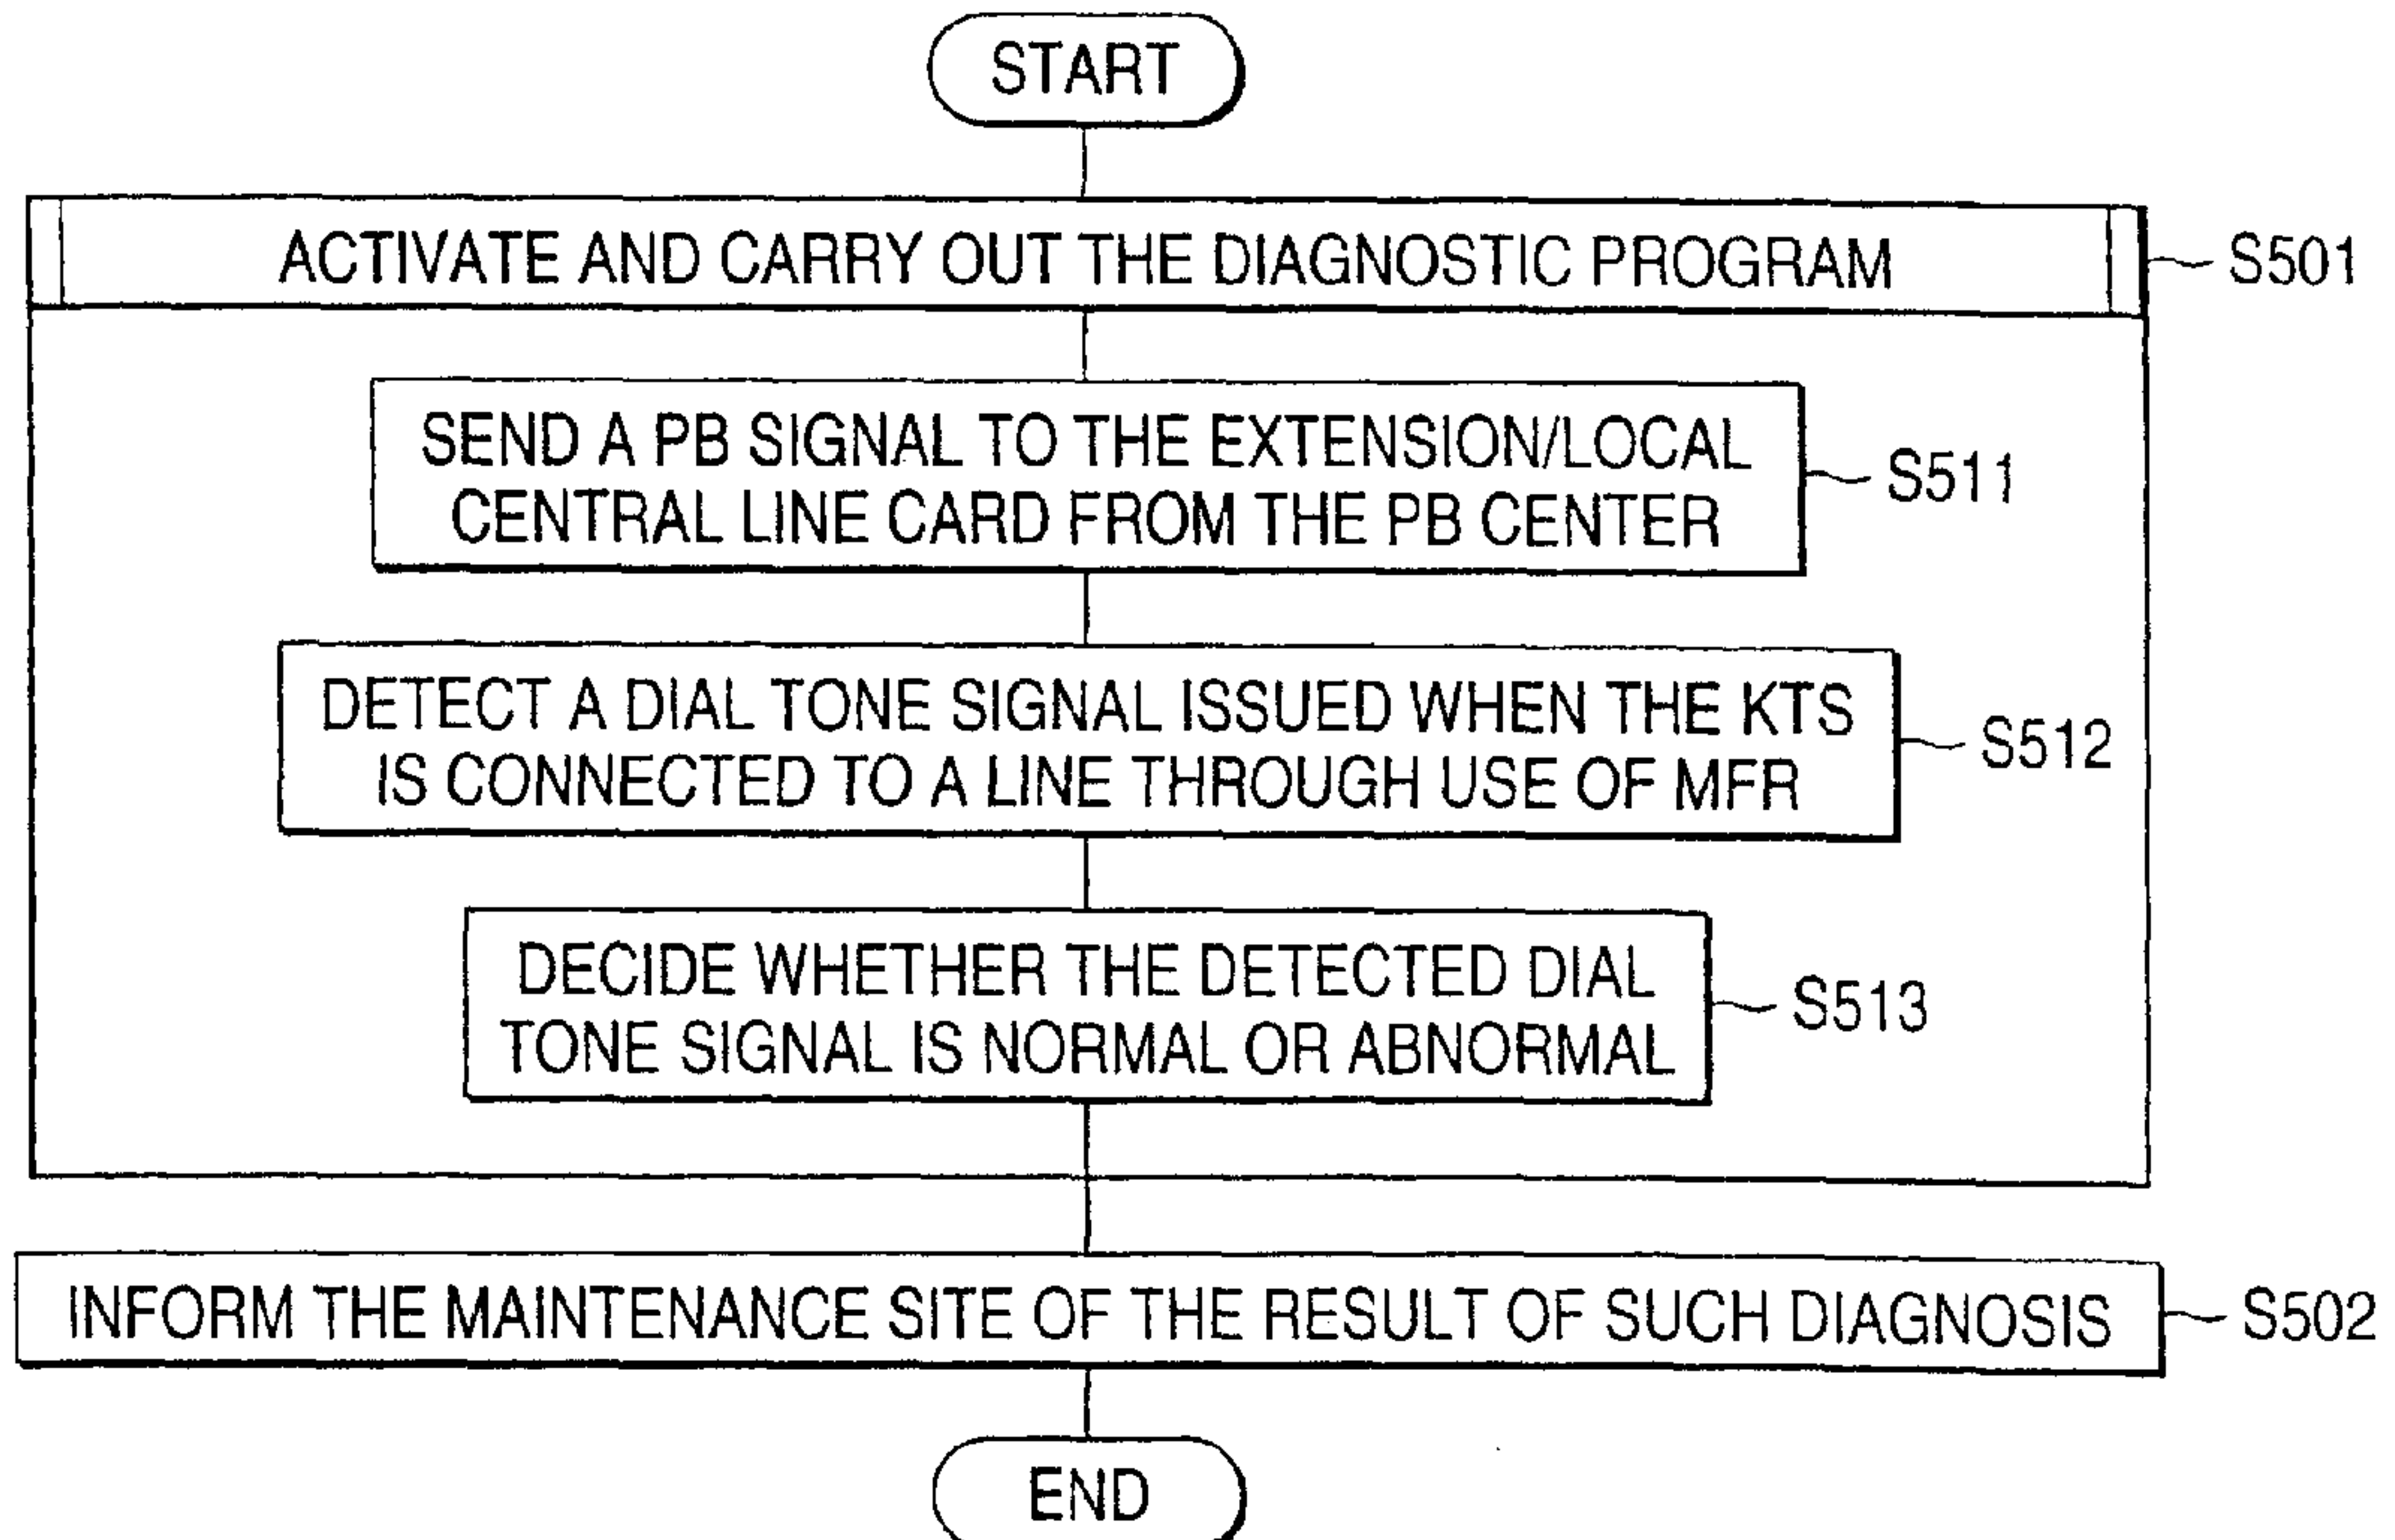 START
ACTIVATE AND CARRY OUT THE DIAGNOSTIC PROGRAM
S501
SEND A PB SIGNAL TO THE EXTENSION/LOCAL
CENTRAL LINE CARD FROM THE PB CENTER
S511
DETECT A DIAL TONE SIGNAL ISSUED WHEN THE KTS
IS CONNECTED TO A LINE THROUGH USE OF MFR
S512
DECIDE WHETHER THE DETECTED DIAL
TONE SIGNAL IS NORMAL OR ABNORMAL
S513
INFORM THE MAINTENANCE SITE OF THE RESULT OF SUCH DIAGNOSIS
S502
END